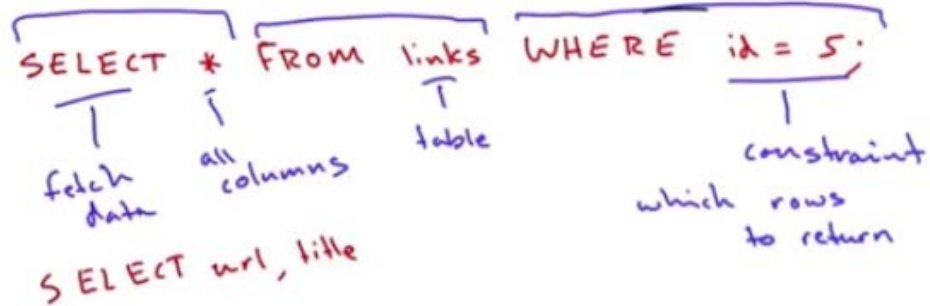 SELECT * FROM links WHERE id = 5;
fetch
data
all
columns
table
constraint
which rows
to return
SELECT url, title